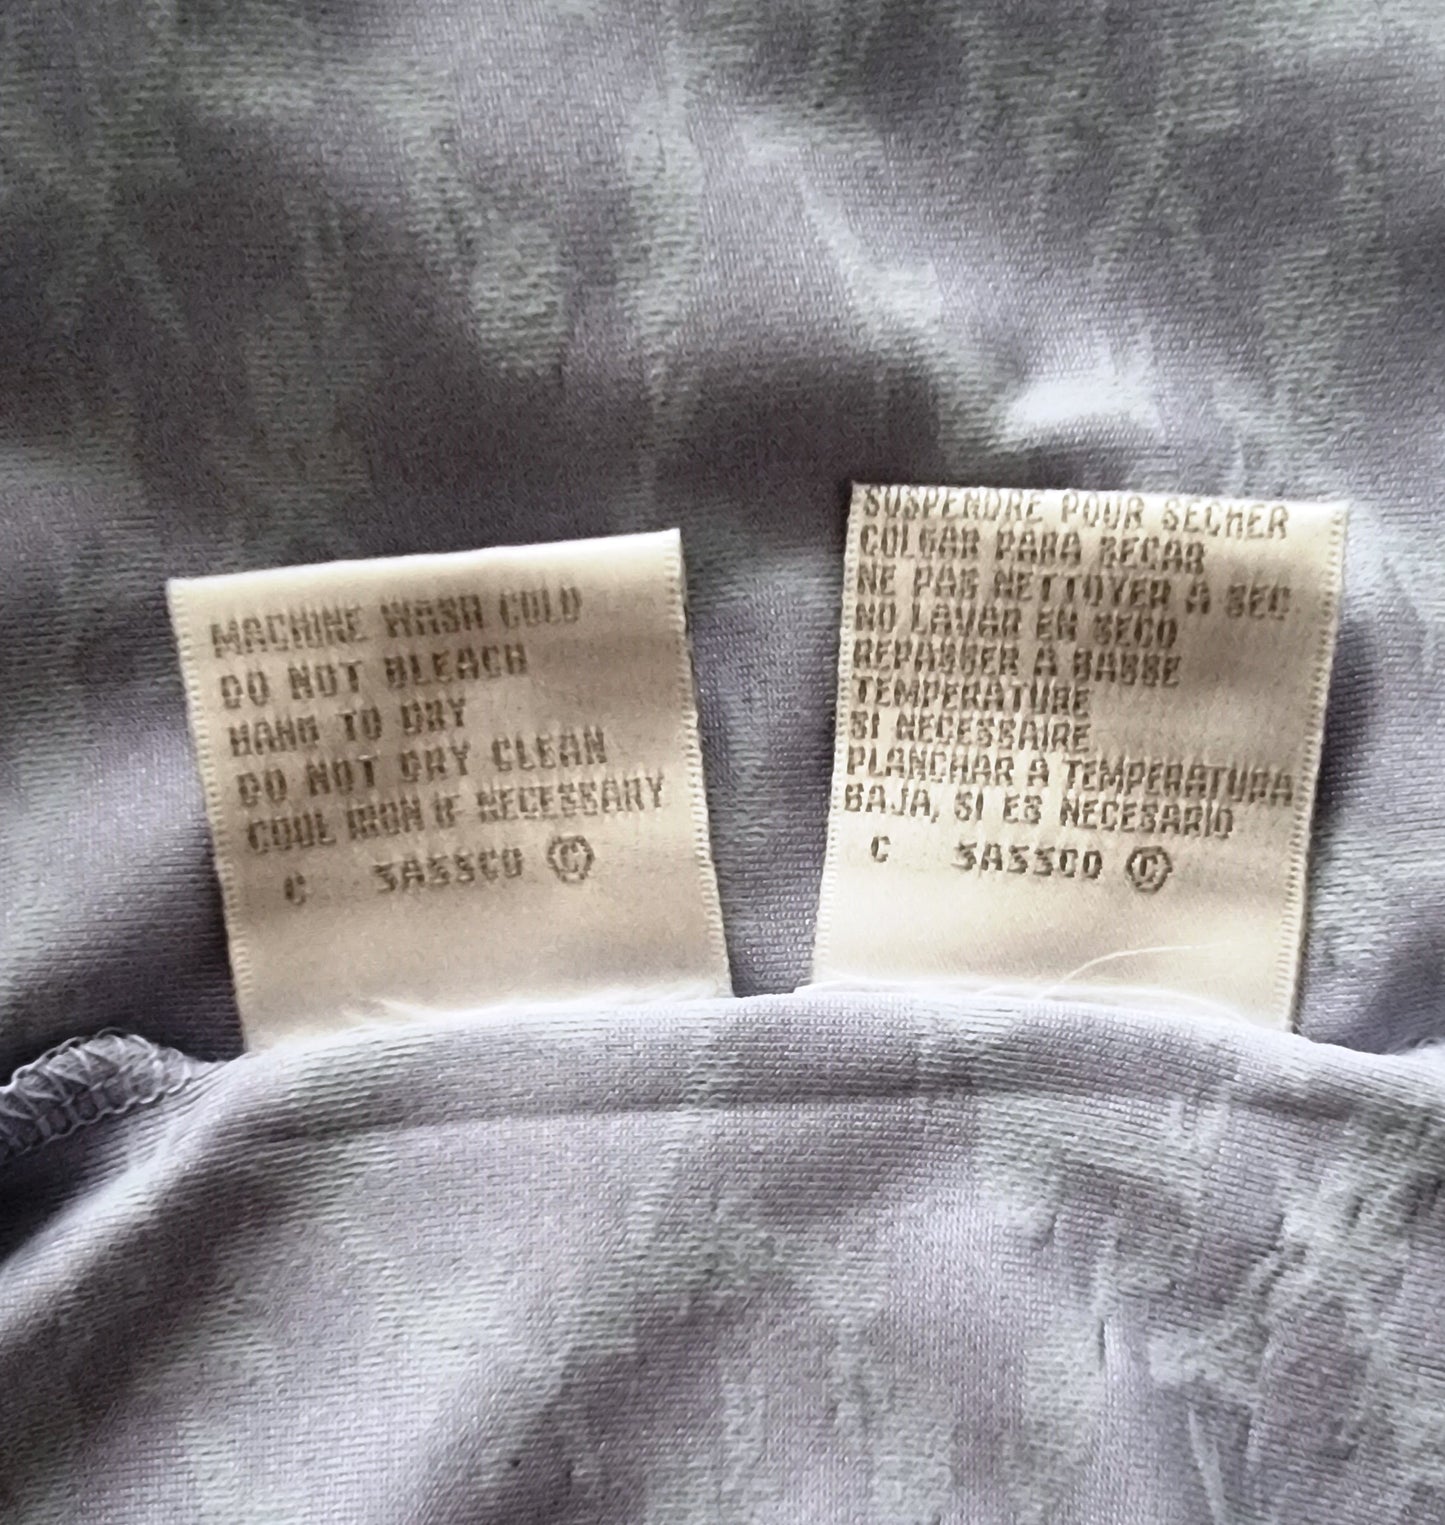 MACHINE WASH COLD
DO NOT BLEACH
HANG TO DRY
DO NOT DRY CLEAN
COOL IRON IF NECESSARY
C SASSCO ©
SUSPENDRE POUR SECHER
COLGAR PARA SECAR
NE PAS NETTOYER A SEC
NO LAVAR EN SECO
REPASSER A BASSE
TEMPERATURE
SI NECESSAIRE
PLANCHAR A TEMPERATURA
BAJA, SI ES NECESARIO
C SASSCO ©